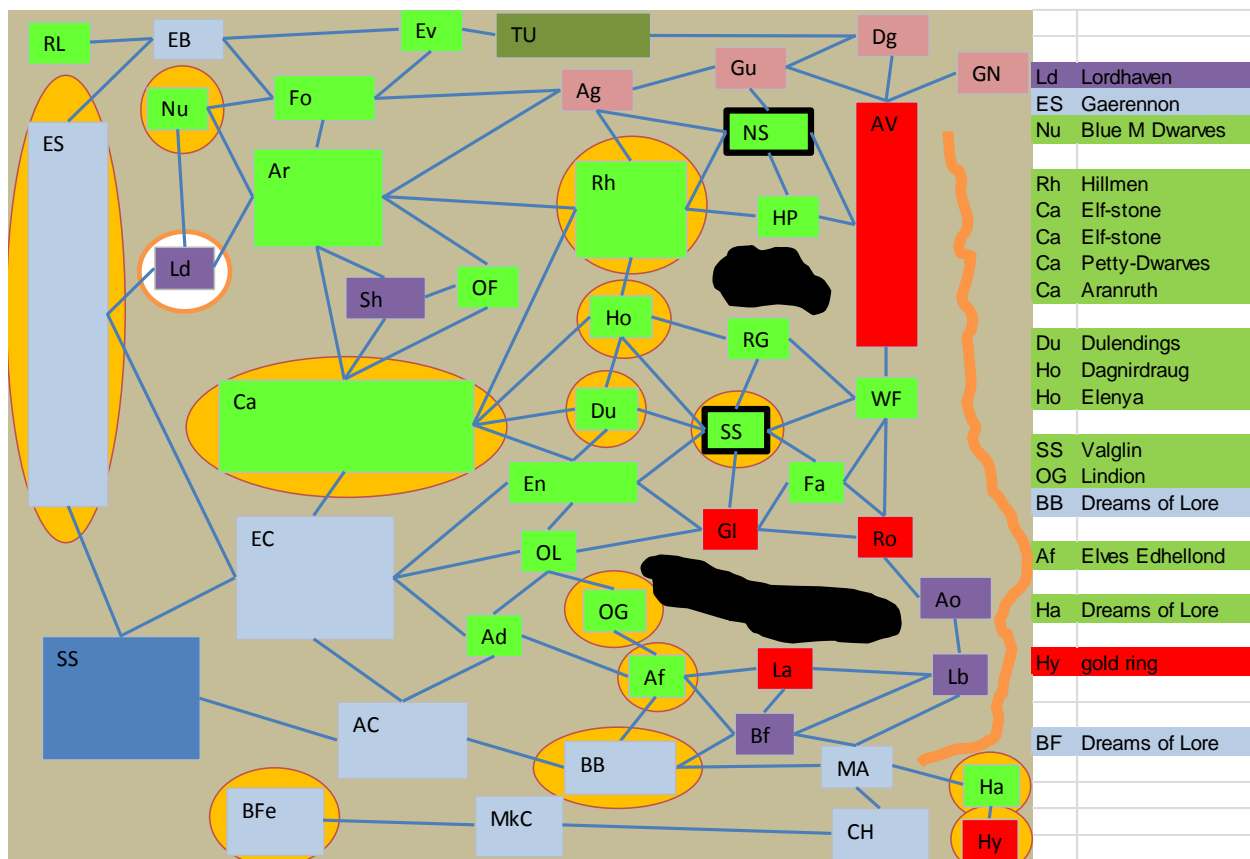 RL
EB
Ev
TU
Dg
Gu
GN
Ag
Nu
Fo
ES
NS
AV
Ar
Rh
HP
Ld
Sh
OF
Ho
RG
Ca
Du
WF
SS
En
Fa
EC
OL
GI
Ro
OG
Ao
Ad
SS
Af
La
Lb
AC
Bf
BB
MA
Ha
BFe
MkC
CH
Hy
Ld Lordhaven
ES Gaerennon
Nu Blue M Dwarves
Rh Hillmen
Ca Elf-stone
Ca Elf-stone
Ca Petty-Dwarves
Ca Aranruth
Du Dulendings
Ho Dagnirdraug
Ho Elenya
SS Valglin
OG Lindion
BB Dreams of Lore
Af Elves Edhellond
Ha Dreams of Lore
Hy gold ring
BF Dreams of Lore